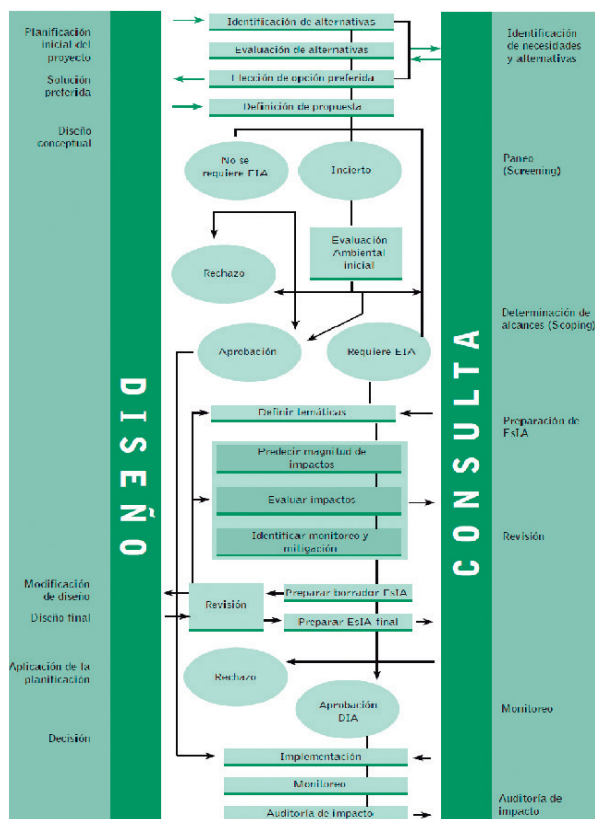 Planificación
inicial del
proyecto
Solución
preferida
Diseño
conceptual
Modificación
de diseño
Diseño final
Aplicación de la
planificación
Decisión
DISEÑO
Identificación de alternativas
Evaluación de alternativas
Elección de opción preferida
Definición de propuesta
No se
requiere EIA
Incierto
Evaluación
Ambiental
inicial
Rechazo
Aprobación
Requiere EIA
Definir temáticas
Predecir magnitud de
impactos
Evaluar impactos
Identificar monitoreo y
mitigación
Revisión
Preparar borrador EsIA
Preparar EsIA final
Rechazo
Aprobación
DIA
Implementación
Monitoreo
Auditoría de impacto
CONSULTA
Identificación
de necesidades
y alternativas
Paneo
(Screening)
Determinación de
alcances (Scoping)
Preparación de
EsIA
Revisión
Monitoreo
Auditoría de
impacto